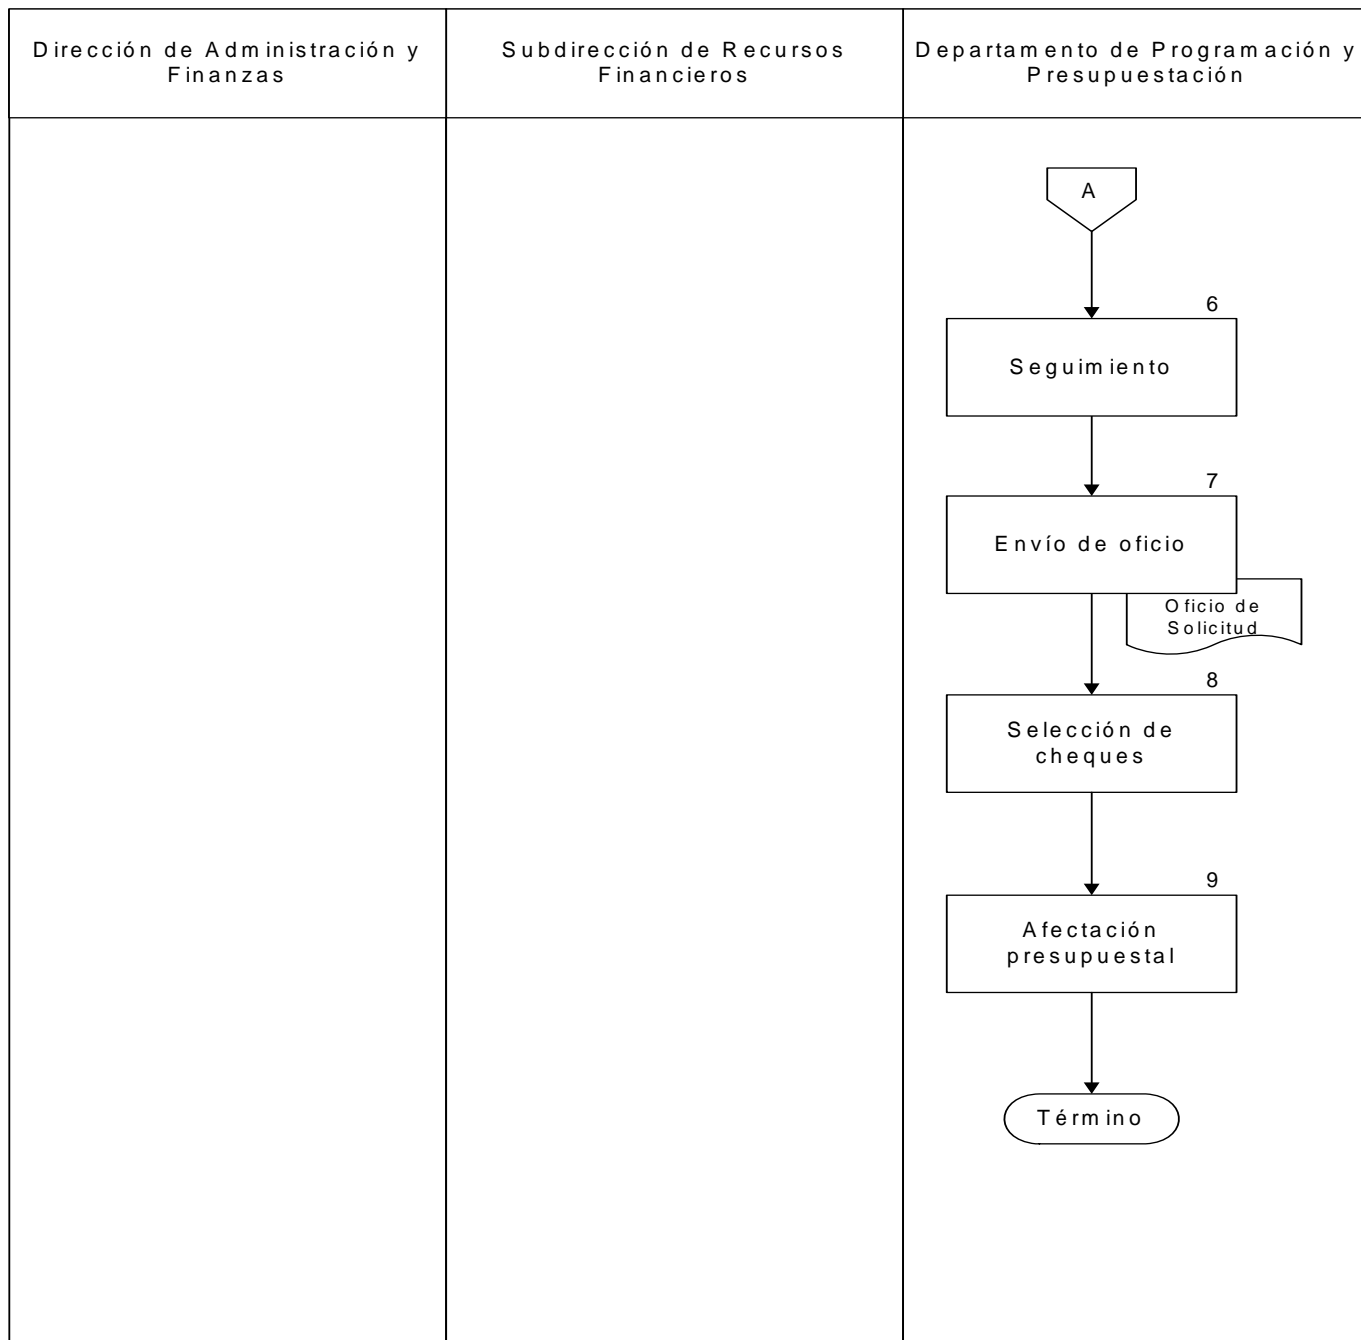 Dirección de Administración y
Finanzas
Subdirección de Recursos
Financieros
Departamento de Programación y
Presupuestación
A
6
Seguimiento
7
Envío de oficio
Oficio de
Solicitud
8
Selección de
cheques
9
Afectación
presupuestal
Término